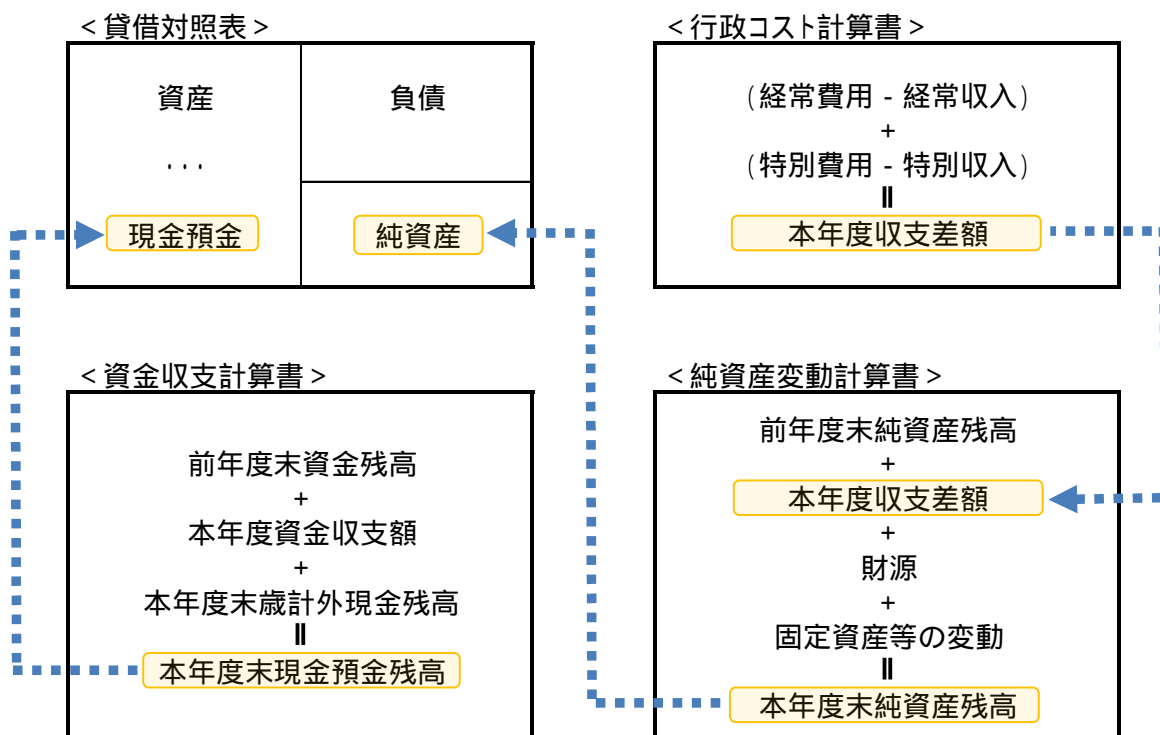 <貸借対照表>
資産
負債
･･･
現金預金
純資産
<行政コスト計算書>
(経常費用 - 経常収入)
+
(特別費用 - 特別収入)
||
本年度収支差額
<資金収支計算書>
前年度末資金残高
+
本年度資金収支額
+
本年度末歳計外現金残高
||
本年度末現金預金残高
<純資産変動計算書>
前年度末純資産残高
+
本年度収支差額
+
財源
+
固定資産等の変動
||
本年度末純資産残高